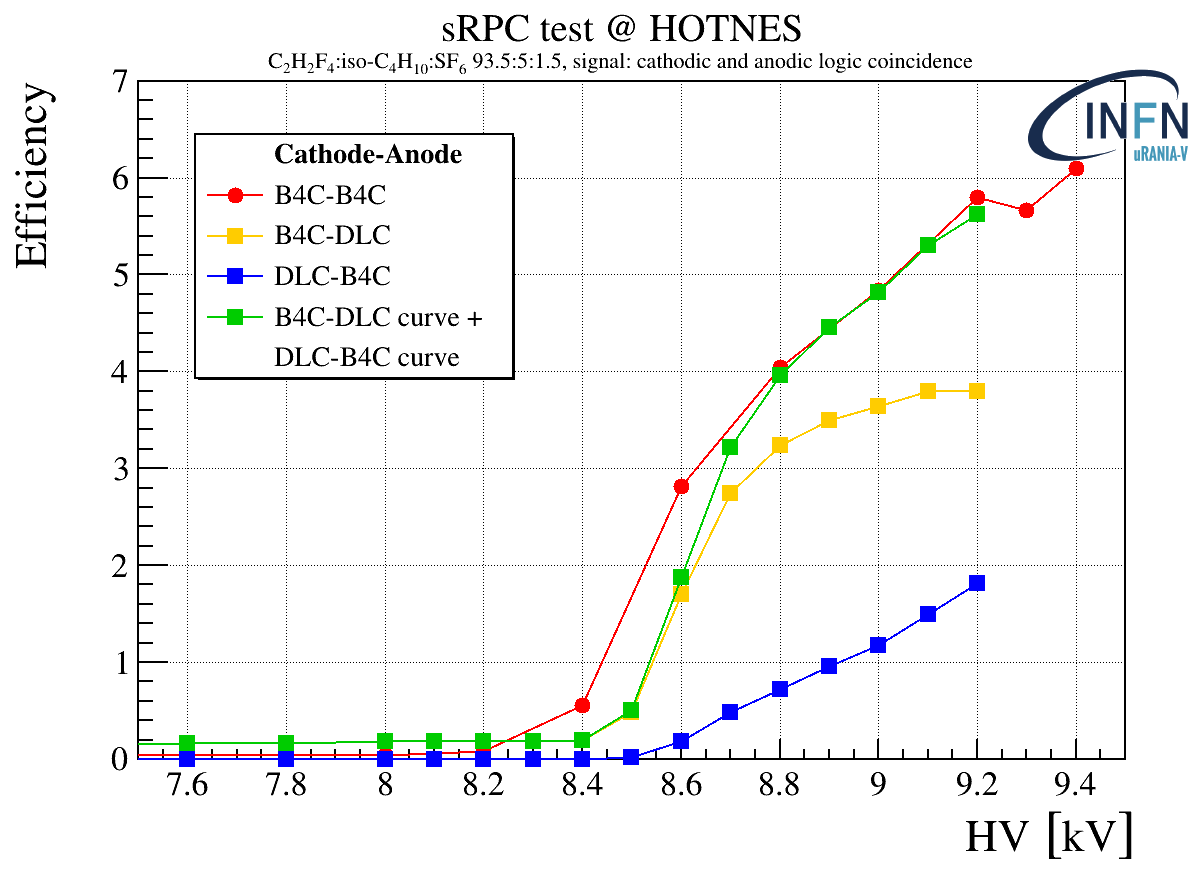 sRPC test @ HOTNES
C₂H₂F₄:iso-C₄H₁₀:SF₆ 93.5:5:1.5, signal: cathodic and anodic logic coincidence
INFN
uRANIA-V
Efficiency
Cathode-Anode
B4C-B4C
B4C-DLC
DLC-B4C
B4C-DLC curve +
DLC-B4C curve
7
6
5
4
3
2
1
0
7.6 7.8 8 8.2 8.4 8.6 8.8 9 9.2 9.4
HV [kV]